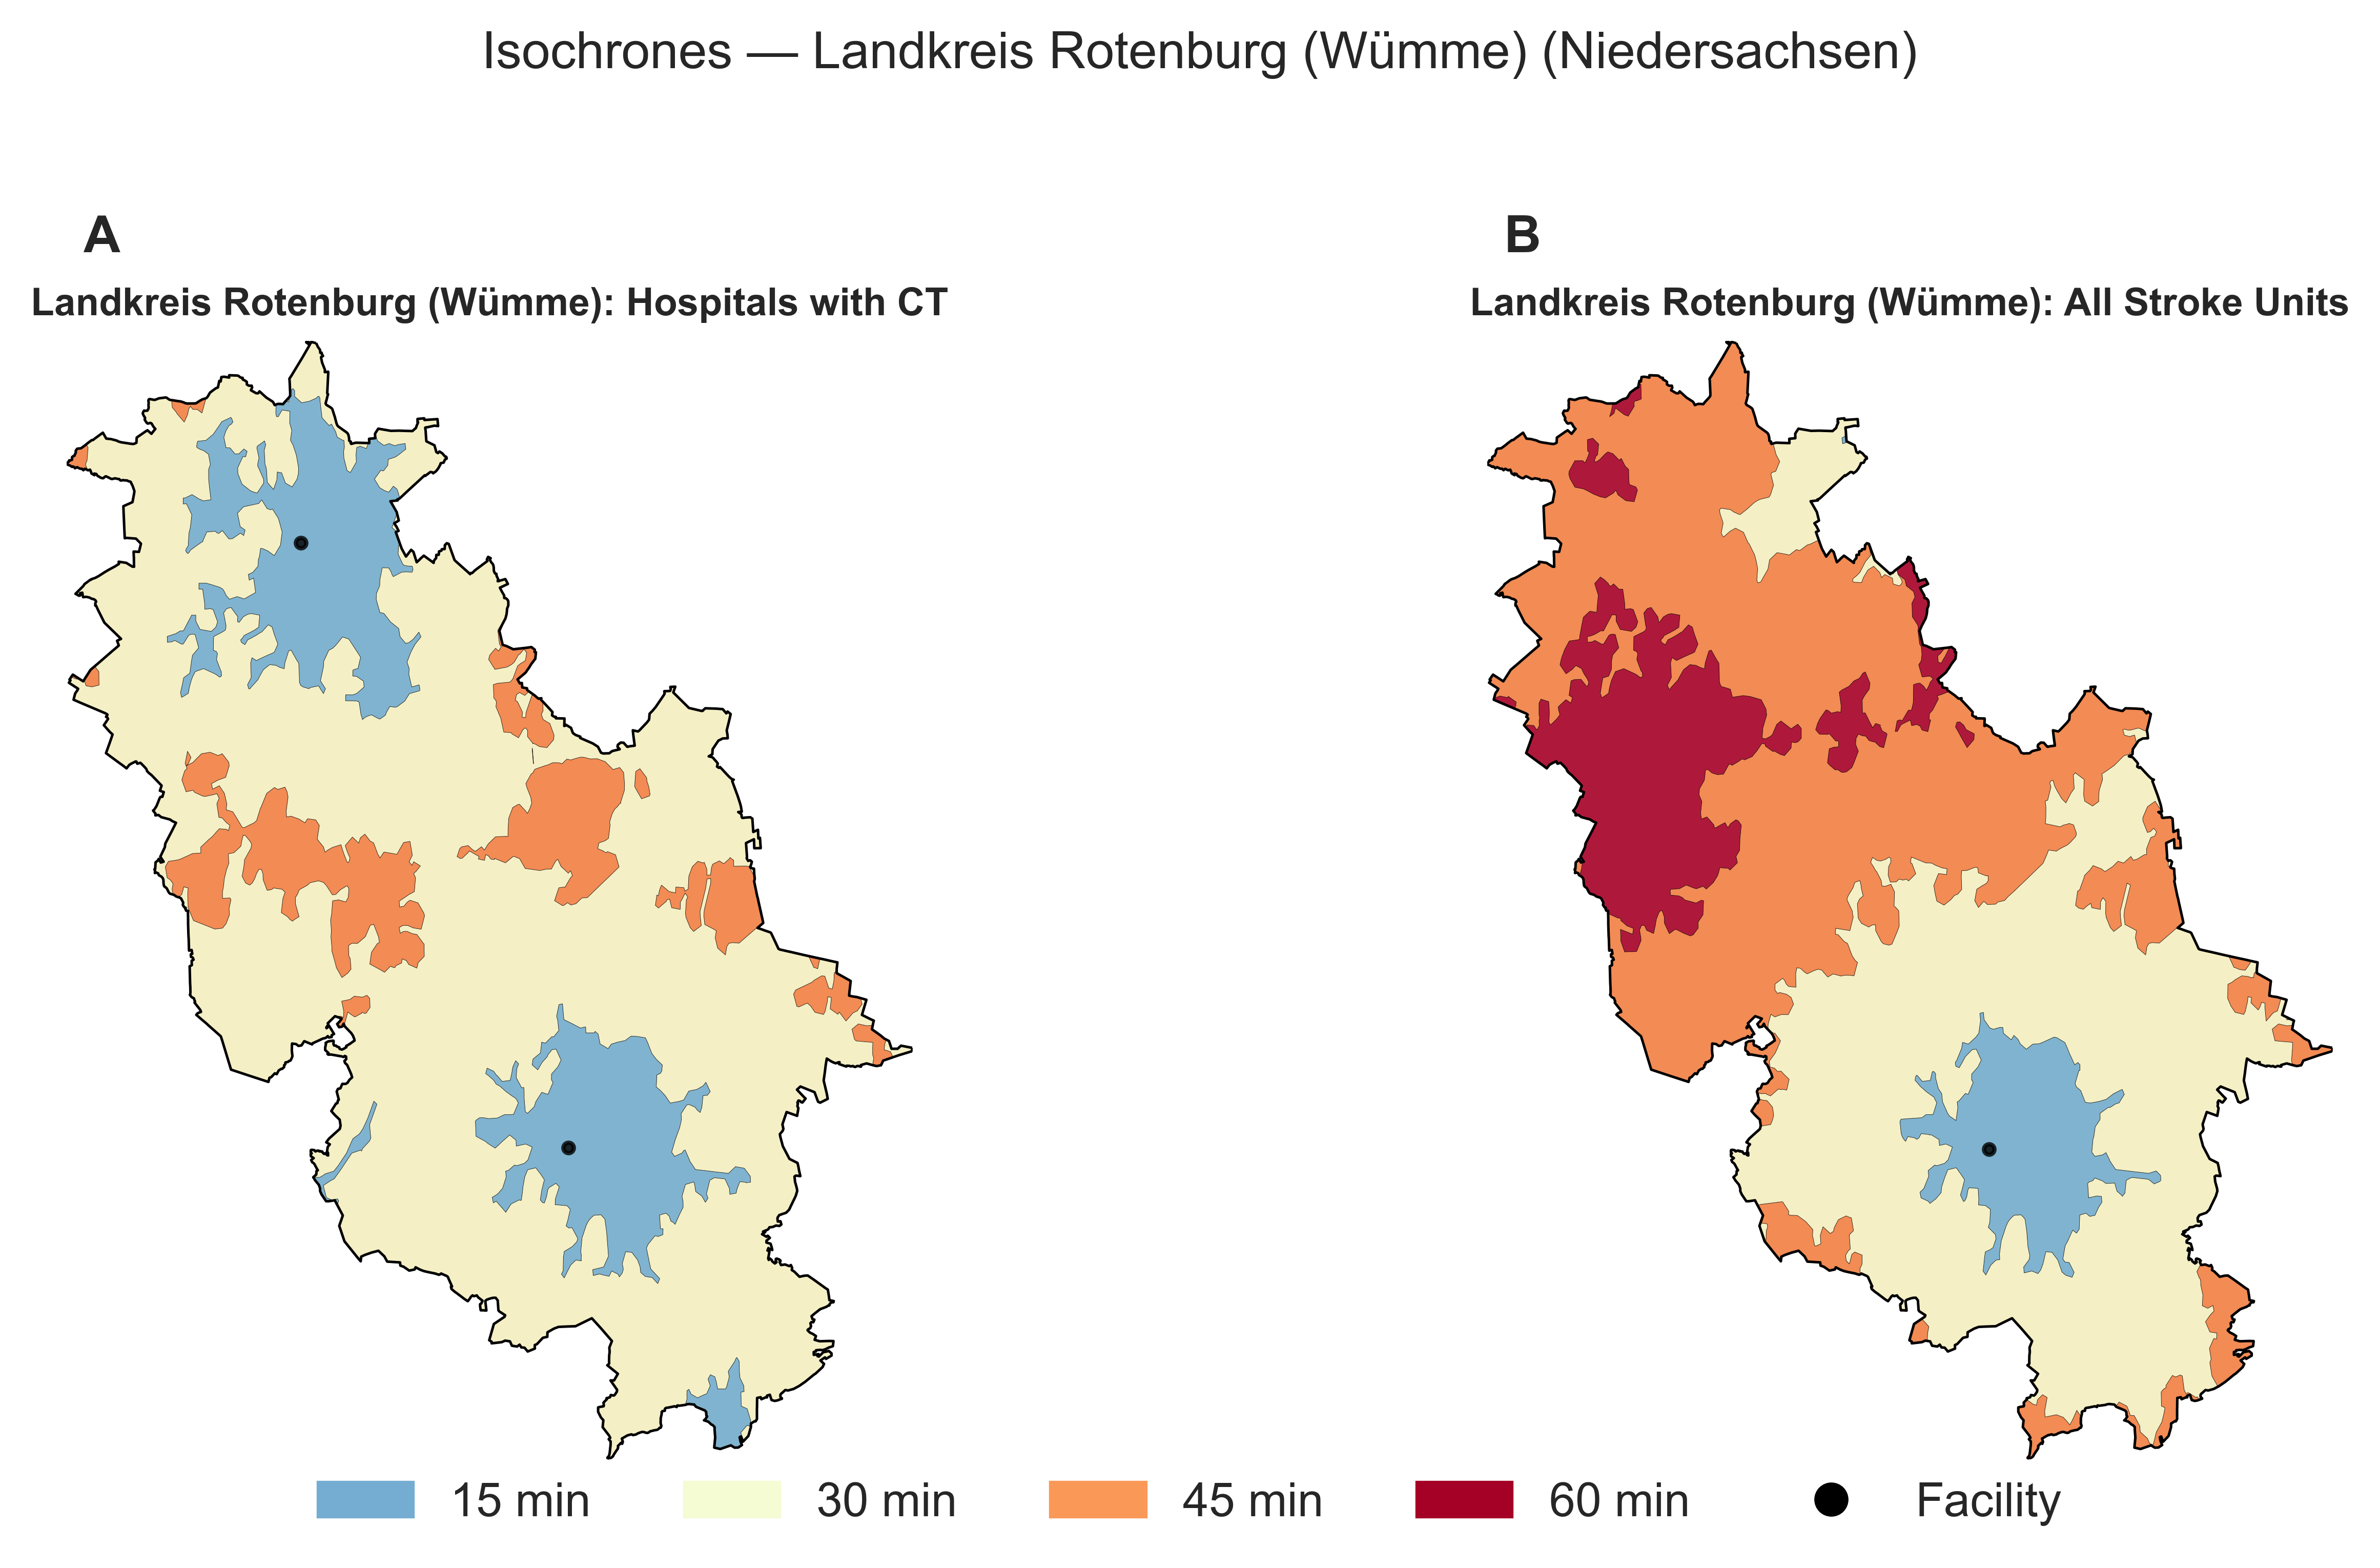 Isochrones — Landkreis Rotenburg (Wümme) (Niedersachsen)
A
Landkreis Rotenburg (Wümme): Hospitals with CT
B
Landkreis Rotenburg (Wümme): All Stroke Units
15 min
30 min
45 min
60 min
Facility